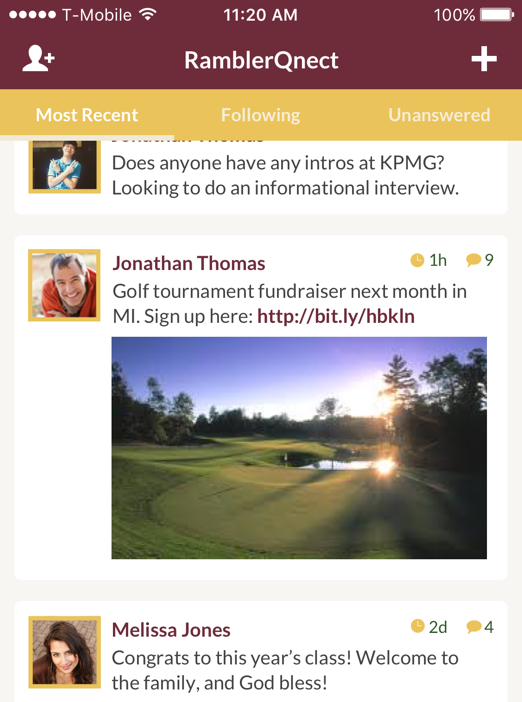 T-Mobile 11:20 AM 100%
RamblerQnect
Most Recent Following Unanswered
Jonathan Thomas
Does anyone have any intros at KPMG?
Looking to do an informational interview.
Jonathan Thomas 1h 9
Golf tournament fundraiser next month in
MI. Sign up here: http://bit.ly/hbkln
Melissa Jones 2d 4
Congrats to this year’s class! Welcome to
the family, and God bless!